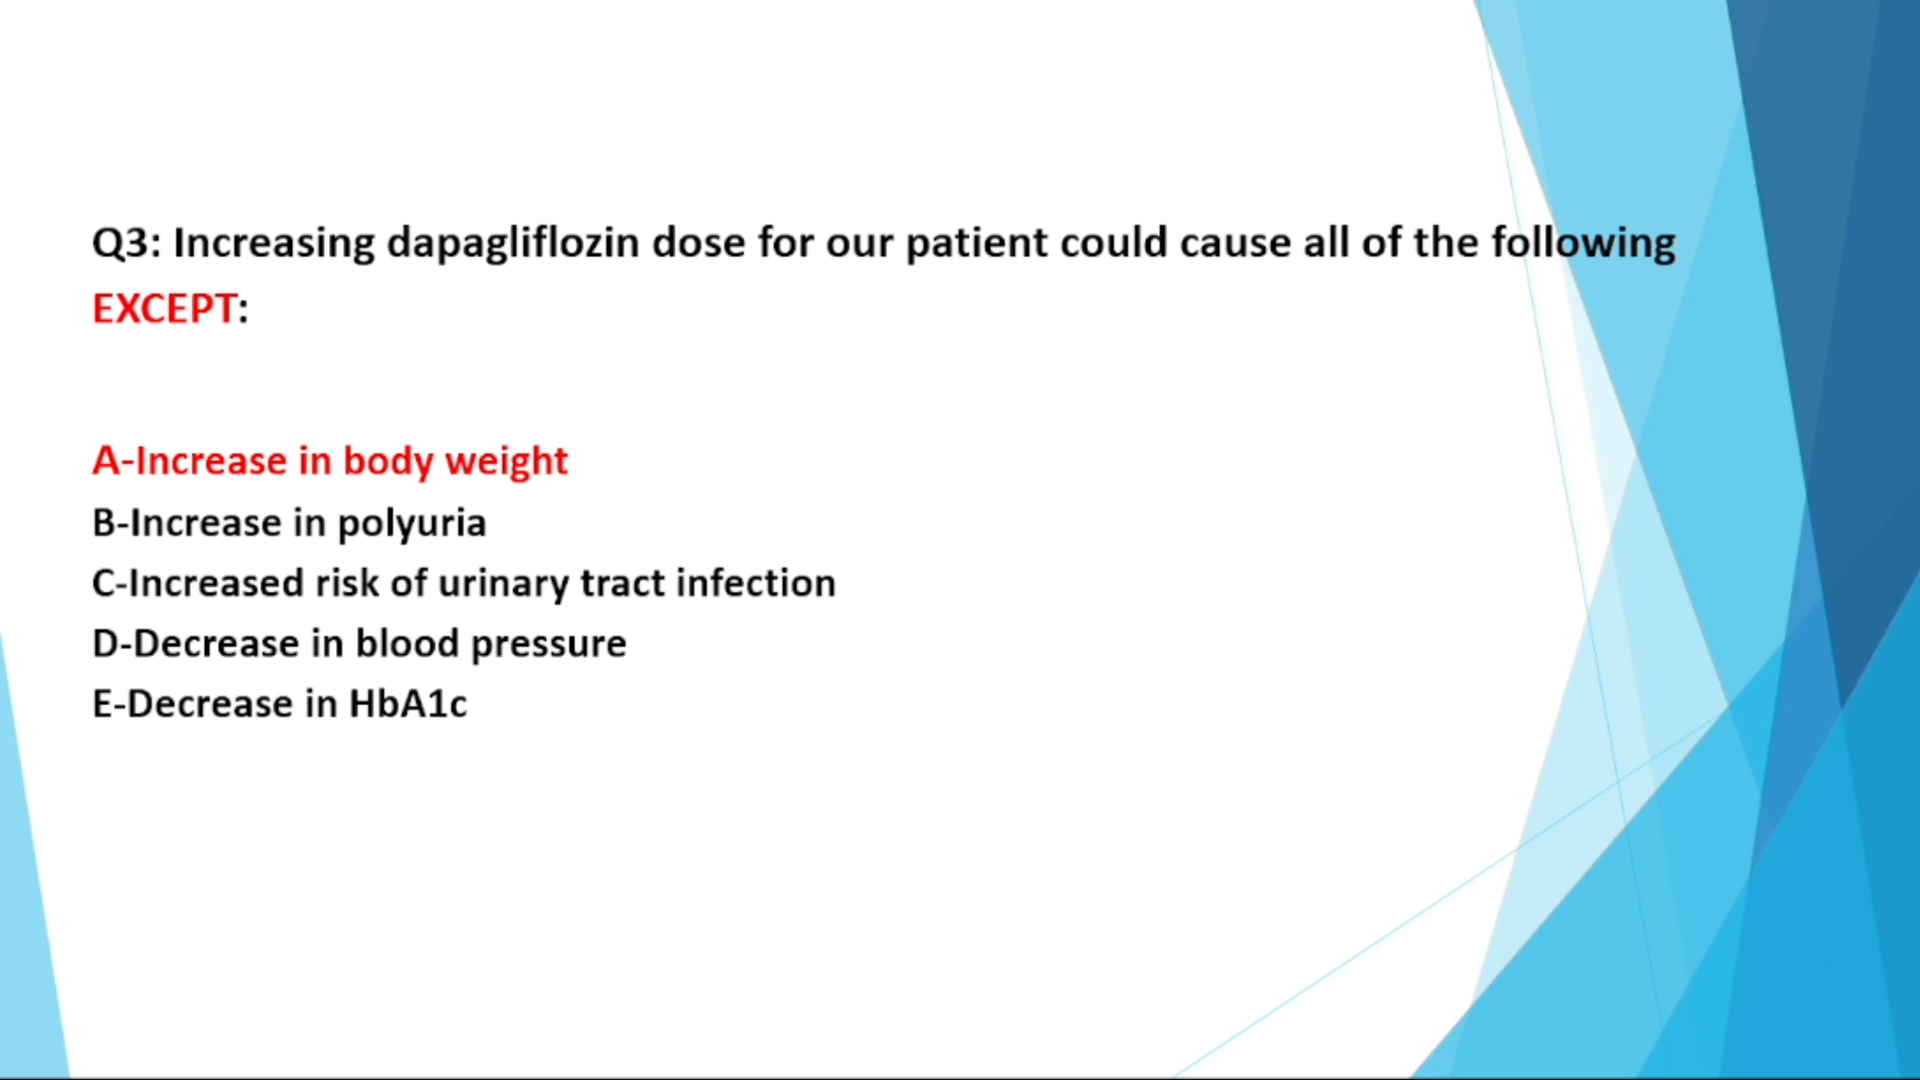 Q3: Increasing dapagliflozin dose for our patient could cause all of the following
EXCEPT:
A-Increase in body weight
B-Increase in polyuria
C-Increased risk of urinary tract infection
D-Decrease in blood pressure
E-Decrease in HbA1c